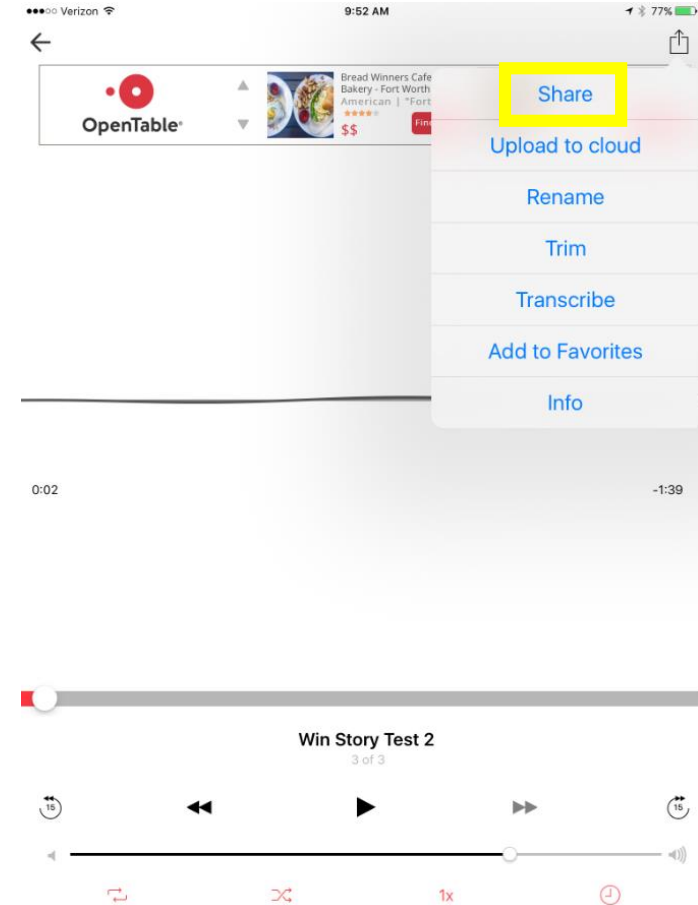 Verizon
9:52 AM
77%
OpenTable
Bread Winners Cafe
Bakery - Fort Worth
American | "Fort
$$
Share
Upload to cloud
Rename
Trim
Transcribe
Add to Favorites
Info
0:02
-1:39
Win Story Test 2
3 of 3
15
15
1x